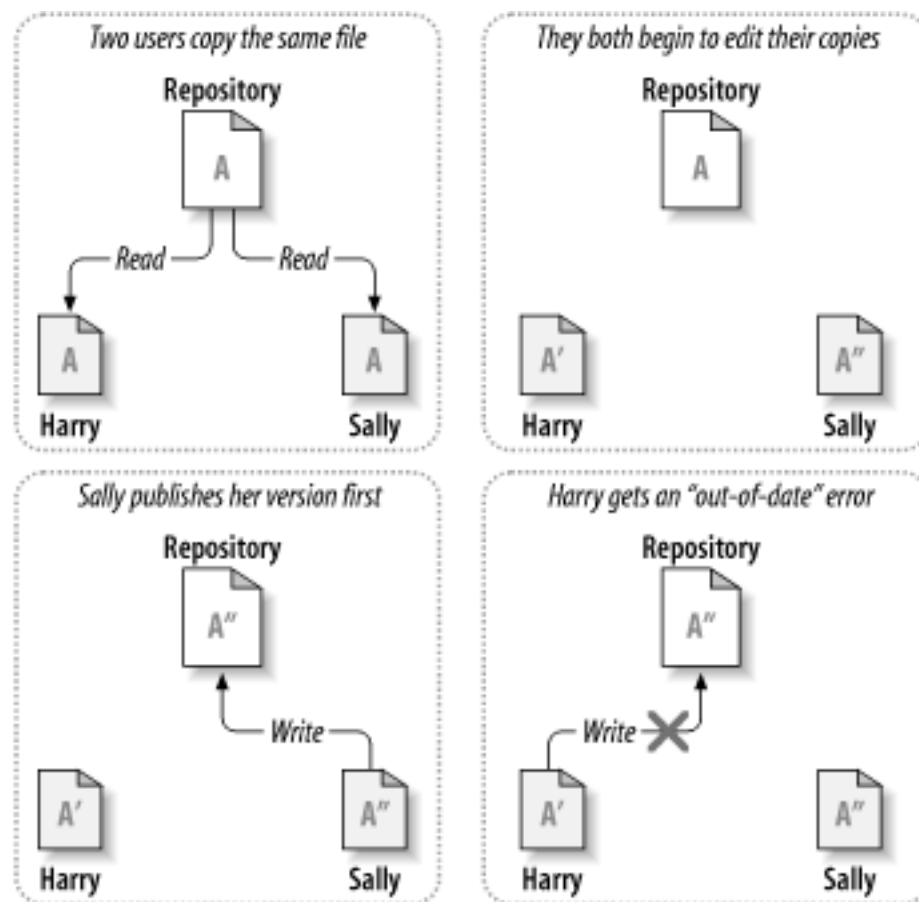 Two users copy the same file
Repository
A
Read
Read
A
A
Harry
Sally
They both begin to edit their copies
Repository
A
A'
A"
Harry
Sally
Sally publishes her version first
Repository
A"
Write
A'
A"
Harry
Sally
Harry gets an “out-of-date” error
Repository
A"
Write
A'
A"
Harry
Sally